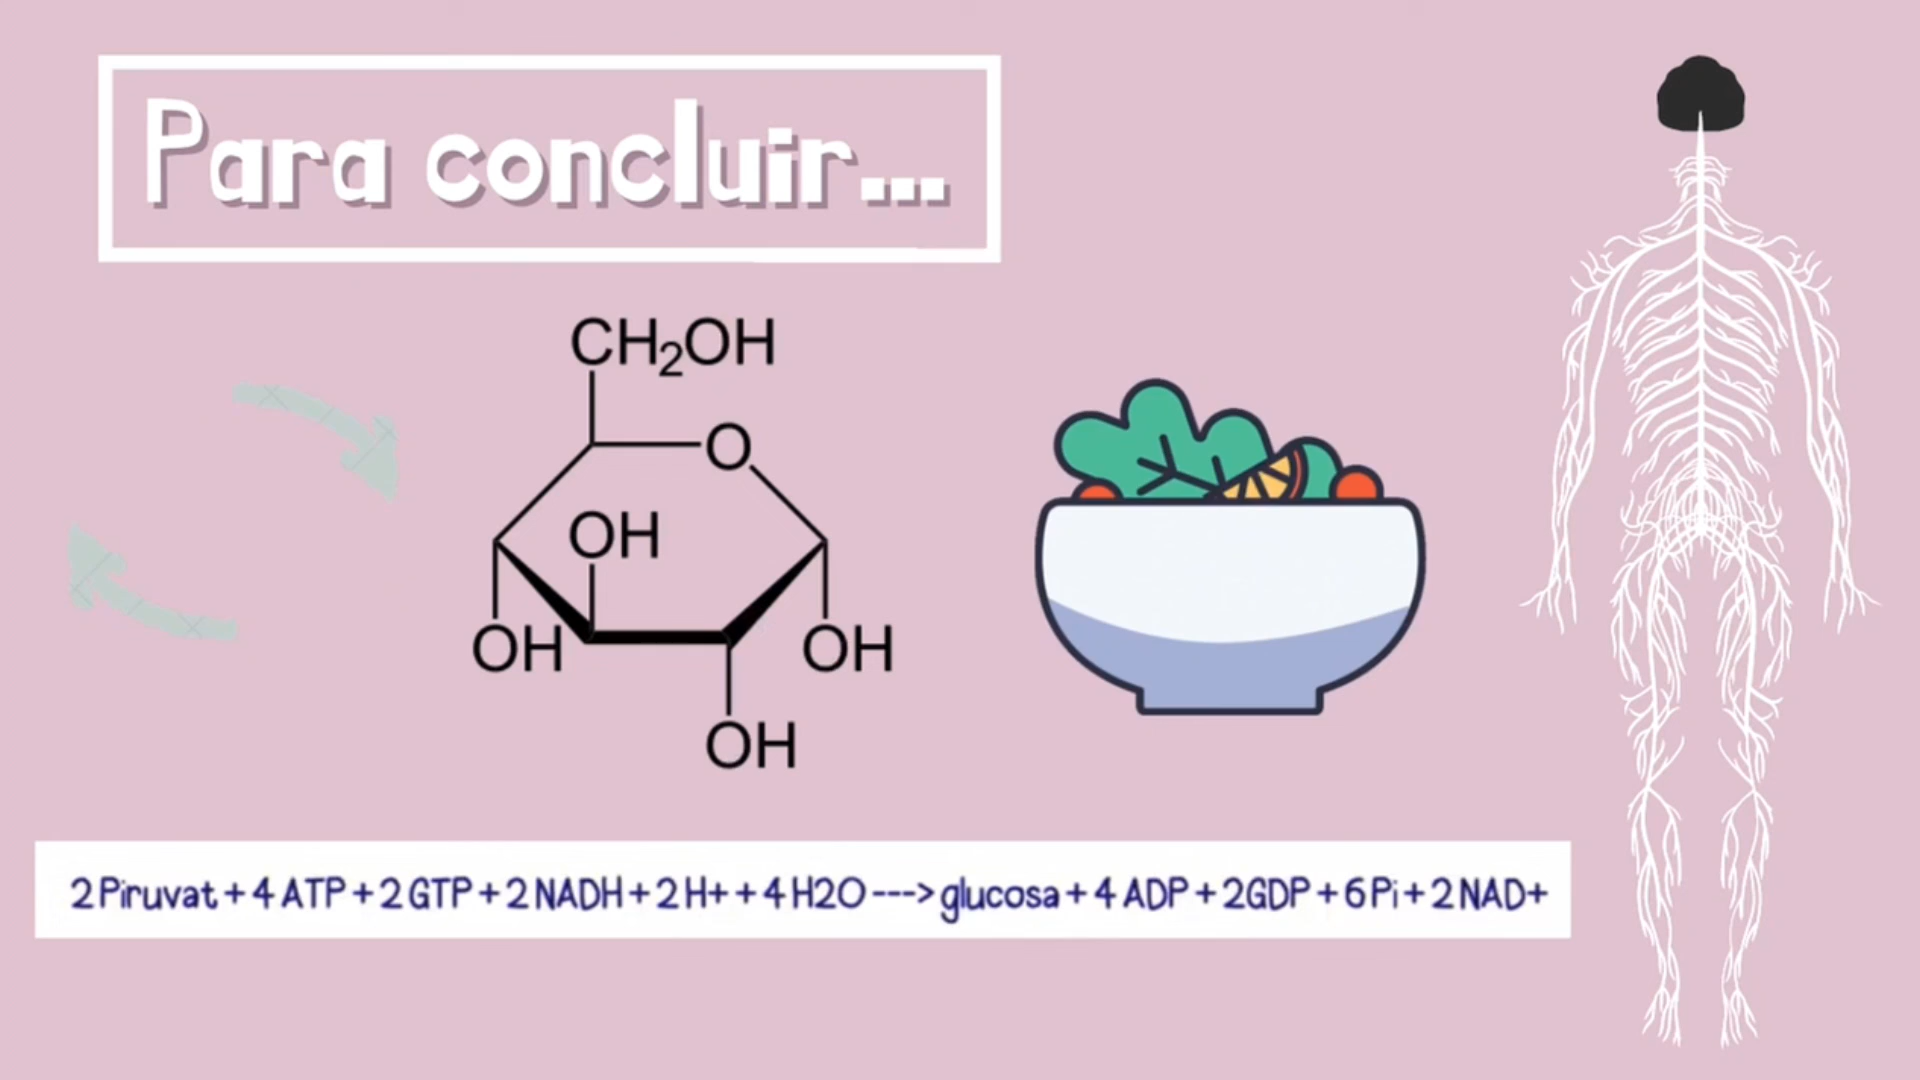 Para concluir...
CH2OH
O
OH
OH
OH
OH
2 Piruvat + 4 ATP + 2 GTP + 2 NADH + 2 H+ + 4 H2O ---> glucosa + 4 ADP + 2GDP + 6 Pi + 2 NAD+